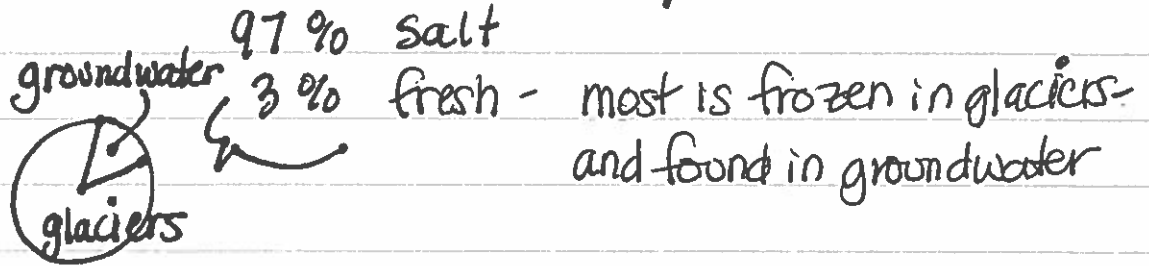 97% salt
groundwater
3% fresh - most is frozen in glaciers-
and found in groundwater
glaciers